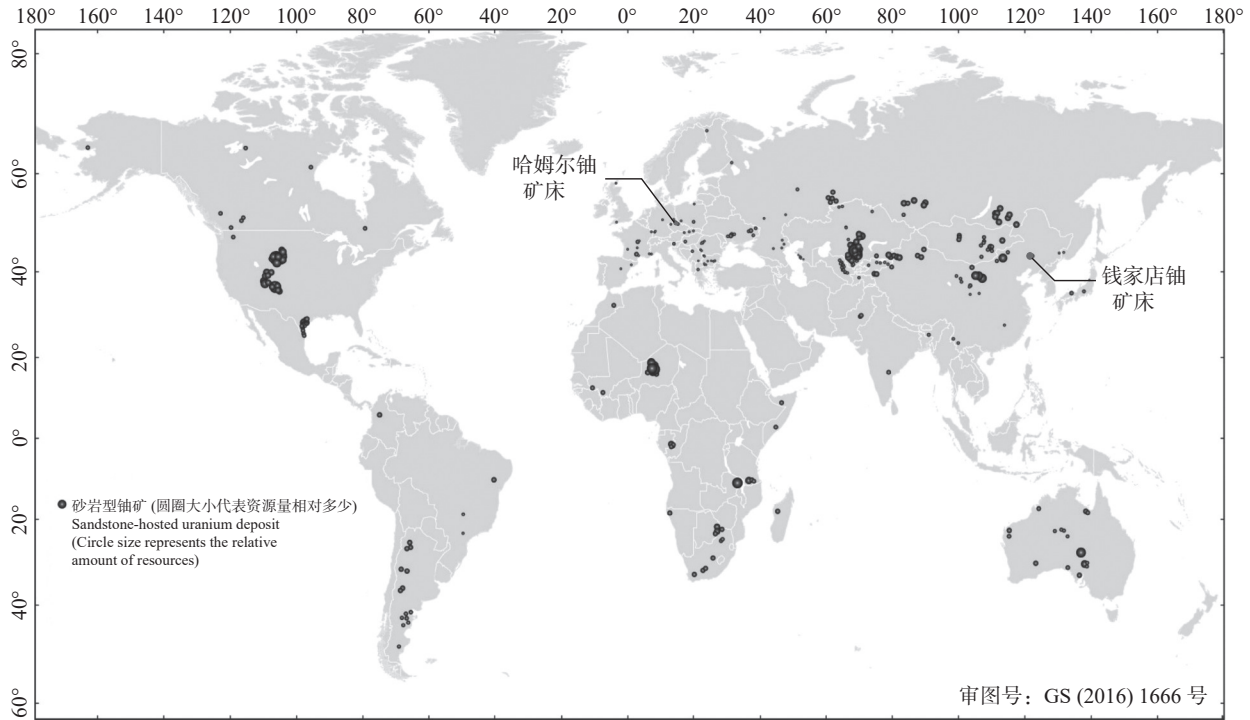 180° 160° 120° 100° 80° 60° 40° 20° 0° 20° 40° 60° 80° 100° 120° 140° 160° 180°
80°
60°
40°
20°
0°
20°
40°
60°
哈姆尔铀
矿床
钱家店铀
矿床
砂岩型铀矿 (圆圈大小代表资源量相对多少)
Sandstone-hosted uranium deposit
(Circle size represents the relative
amount of resources)
审图号：GS (2016) 1666 号